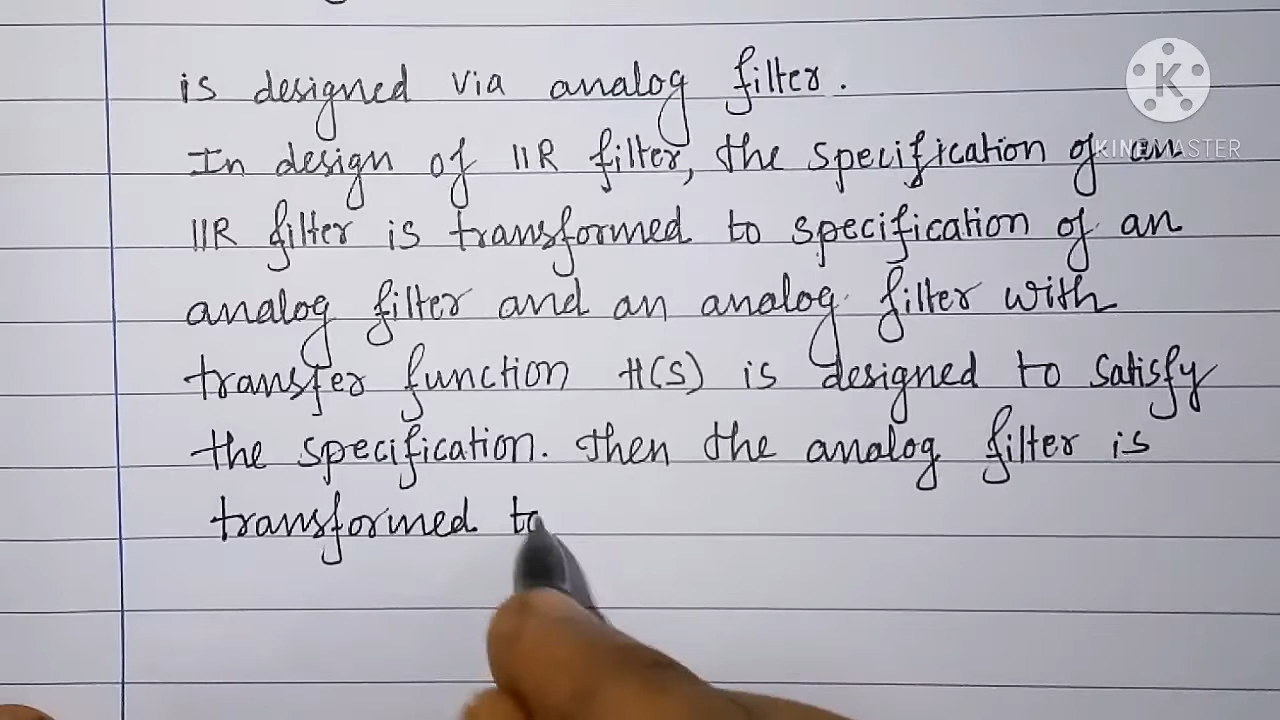 is designed via analog filter.
In design of IIR filter, the specification of an
IIR filter is transformed to specification of an
analog filter and an analog filter with
transfer function H(S) is designed to satisfy
the specification. Then the analog filter is
transformed to
K
KINEMASTER